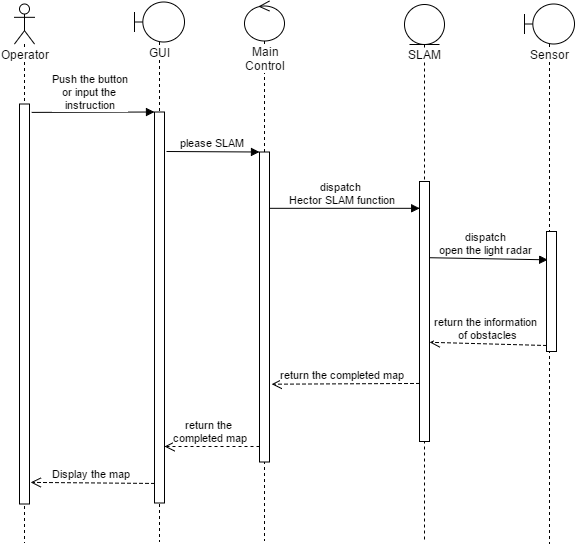 Operator
GUI
Main
Control
SLAM
Sensor
Push the button
or input the
instruction
please SLAM
dispatch
Hector SLAM function
dispatch
open the light radar
return the information
of obstacles
return the completed map
return the
completed map
Display the map